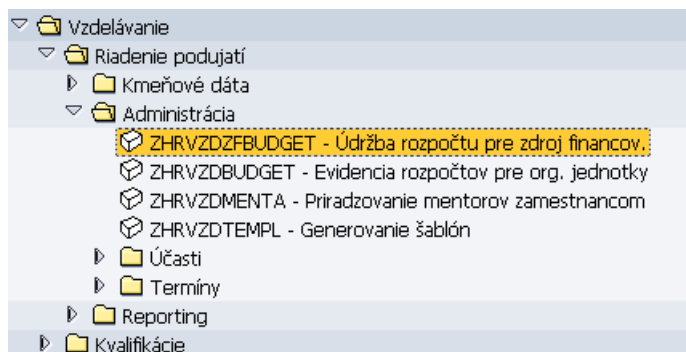 Vzdelávanie
Riadenie podujatí
Kmeňové dáta
Administrácia
ZHRVZDZFBUDGET - Údržba rozpočtu pre zdroj financov.
ZHRVZDBUDGET - Evidencia rozpočtov pre org. jednotky
ZHRVZDMENTA - Priradzovanie mentorov zamestnancom
ZHRVZDTEMPL - Generovanie šablón
Účasti
Termíny
Reporting
Kvalifikácie